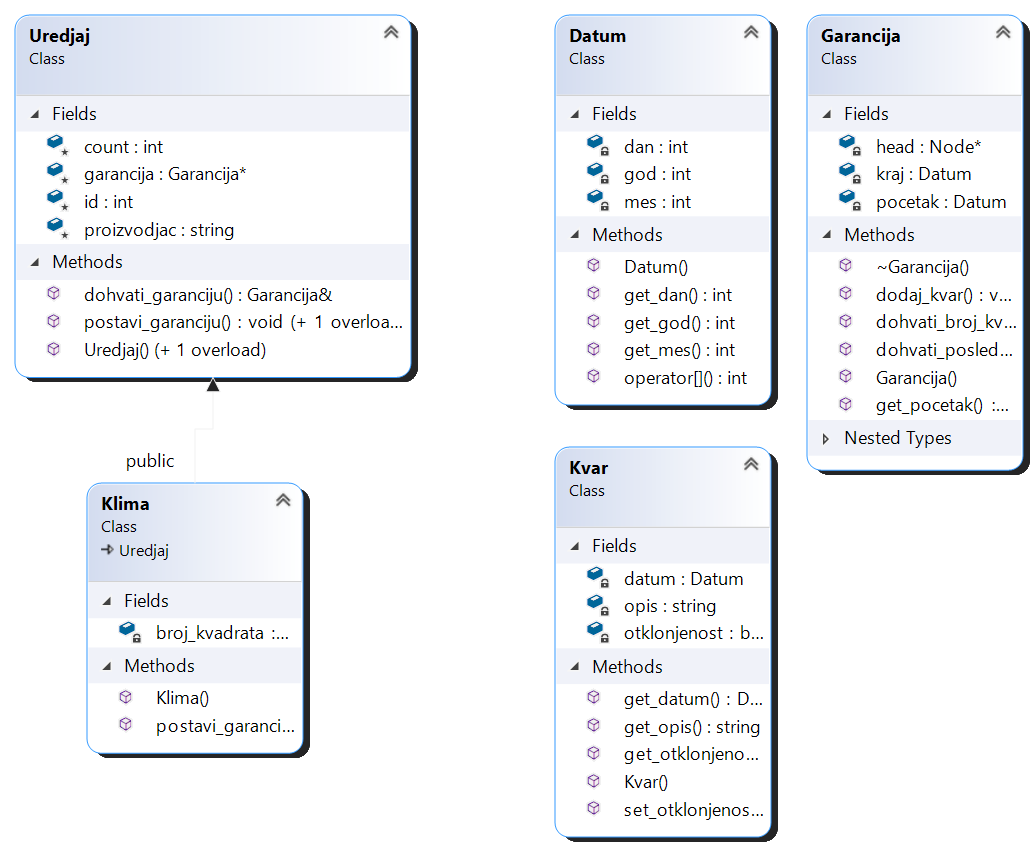 Uredjaj
Class
Fields
count : int
garancija : Garancija*
id : int
proizvodjac : string
Methods
dohvati_garanciju() : Garancija&
postavi_garanciju() : void (+ 1 overloa...
Uredjaj() (+ 1 overload)
public
Klima
Class
Uredjaj
Fields
broj_kvadrata :...
Methods
Klima()
postavi_garanci...
Datum
Class
Fields
dan : int
god : int
mes : int
Methods
Datum()
get_dan() : int
get_god() : int
get_mes() : int
operator[]() : int
Kvar
Class
Fields
datum : Datum
opis : string
otklonjenost : b...
Methods
get_datum() : D...
get_opis() : string
get_otklonjeno...
Kvar()
set_otklonjenos...
Garancija
Class
Fields
head : Node*
kraj : Datum
pocetak : Datum
Methods
~Garancija()
dodaj_kvar() : v...
dohvati_broj_kv...
dohvati_posled...
Garancija()
get_pocetak() :...
Nested Types